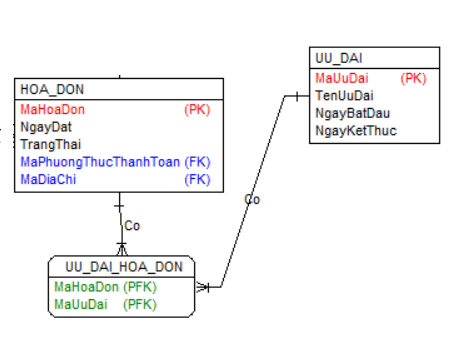 HOA_DON
MaHoaDon (PK)
NgayDat
TrangThai
MaPhuongThucThanhToan (FK)
MaDiaChi (FK)
UU_DAI
MaUuDai (PK)
TenUuDai
NgayBatDau
NgayKetThuc
Co
Co
UU_DAI_HOA_DON
MaHoaDon (PFK)
MaUuDai (PFK)